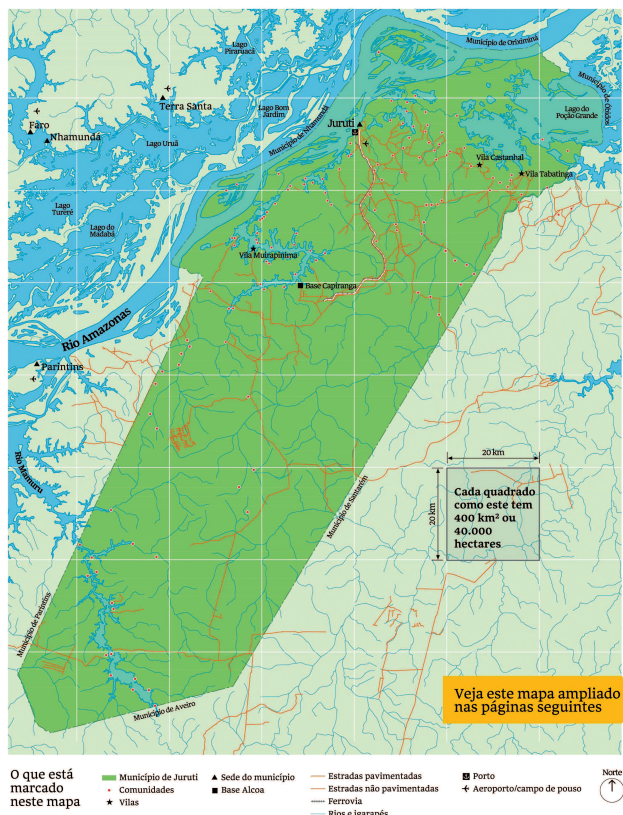 Município de Oriximiná
Lago
Piraruacá
Município de Óbidos
Terra Santa
Lago Bom
Jardim
Município de Nhamundá
Lago do
Poção Grande
Faro
Nhamundá
Juruti
Lago Uruã
Vila Castanhal
Vila Tabatinga
Lago
Tureré
Lago do
Madabá
Vila Muirapinima
Base Capiranga
Rio Amazonas
Parintins
Rio Mamuru
20 km
20 km
Cada quadrado
como este tem
400 km² ou
40.000
hectares
Município de Santarém
Município de Parintins
Município de Aveiro
Veja este mapa ampliado
nas páginas seguintes
O que está
marcado
neste mapa
Município de Juruti
Comunidades
Vilas
Sede do município
Base Alcoa
Estradas pavimentadas
Estradas não pavimentadas
Ferrovia
Rios e igarapés
Porto
Aeroporto/campo de pouso
Norte